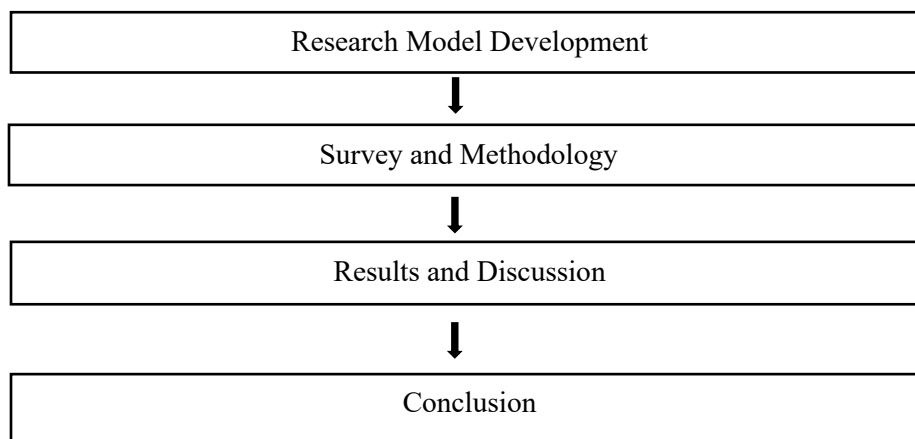 Research Model Development
Survey and Methodology
Results and Discussion
Conclusion